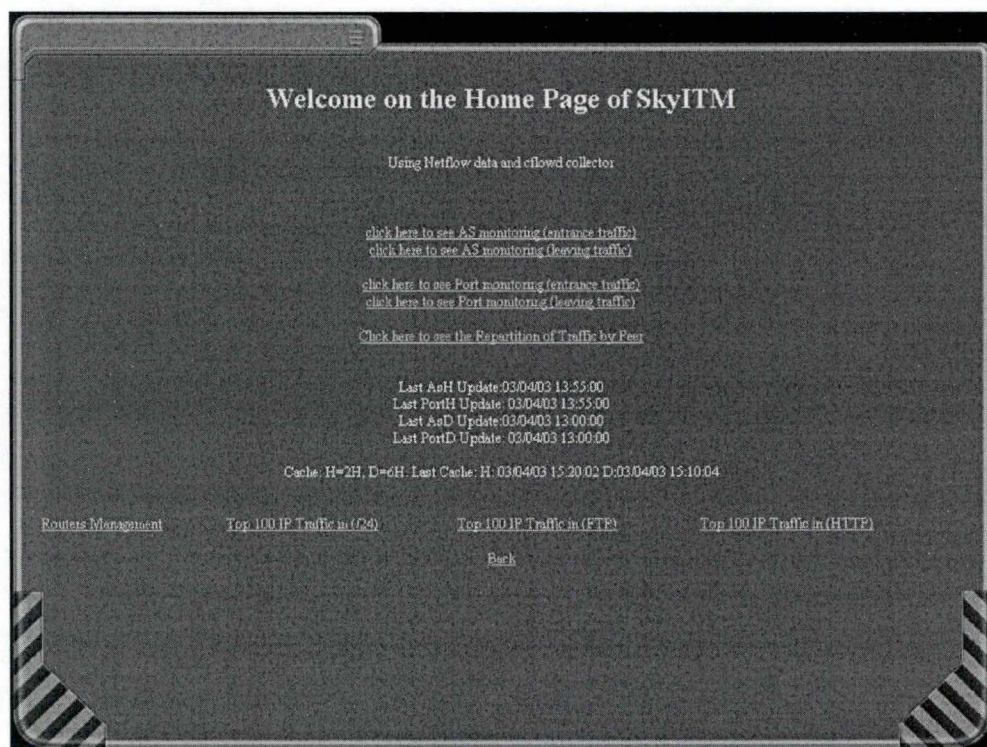 Welcome on the Home Page of SkyITM
Using Netflow data and cflowd collector
click here to see AS monitoring (entrance traffic)
click here to see AS monitoring (leaving traffic)
click here to see Port monitoring (entrance traffic)
click here to see Port monitoring (leaving traffic)
Click here to see the Repartition of Traffic by Peer
Last AsH Update:03/04/03 13:55:00
Last PortH Update: 03/04/03 13:55:00
Last AsD Update:03/04/03 13:00:00
Last PortD Update: 03/04/03 13:00:00
Cache: H=2H, D=6H. Last Cache: H: 03/04/03 15:20:02 D:03/04/03 15:10:04
Routers Management Top 100 IP Traffic in (/24) Top 100 IP Traffic in (FTP) Top 100 IP Traffic in (HTTP)
Back